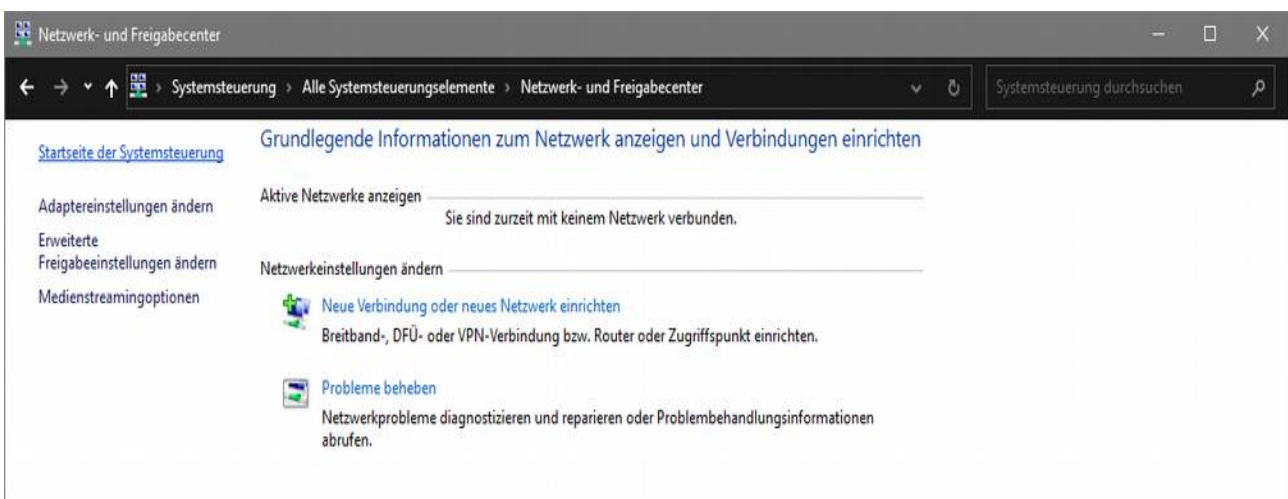 Netzwerk- und Freigabecenter
Systemsteuerung › Alle Systemsteuerungselemente › Netzwerk- und Freigabecenter
Systemsteuerung durchsuchen
Startseite der Systemsteuerung
Adaptereinstellungen ändern
Erweiterte
Freigabeeinstellungen ändern
Medienstreamingoptionen
Grundlegende Informationen zum Netzwerk anzeigen und Verbindungen einrichten
Aktive Netzwerke anzeigen
Sie sind zurzeit mit keinem Netzwerk verbunden.
Netzwerkeinstellungen ändern
Neue Verbindung oder neues Netzwerk einrichten
Breitband-, DFÜ- oder VPN-Verbindung bzw. Router oder Zugriffspunkt einrichten.
Probleme beheben
Netzwerkprobleme diagnostizieren und reparieren oder Problembehandlungsinformationen
abrufen.